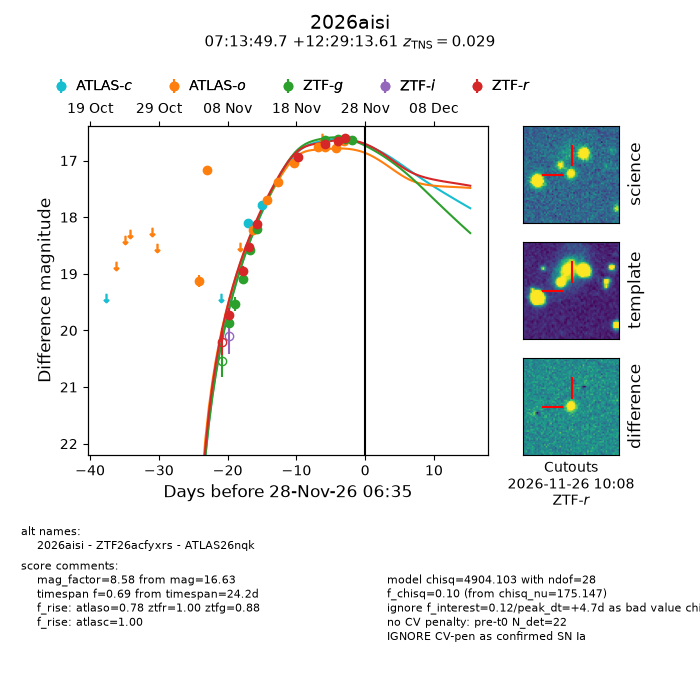 2026aisi
07:13:49.7 +12:29:13.61 zTNS = 0.029
ATLAS-c ATLAS-o ZTF-g ZTF-i ZTF-r
19 Oct 29 Oct 08 Nov 18 Nov 28 Nov 08 Dec
17
18
19
20
21
22
Difference magnitude
−40 −30 −20 −10 0 10
Days before 28-Nov-26 06:35
science
template
difference
Cutouts
2026-11-26 10:08
ZTF-r
alt names:
2026aisi - ZTF26acfyxrs - ATLAS26nqk
score comments:
mag_factor=8.58 from mag=16.63
timespan f=0.69 from timespan=24.2d
f_rise: atlaso=0.78 ztfr=1.00 ztfg=0.88
f_rise: atlasc=1.00
model chisq=4904.103 with ndof=28
f_chisq=0.10 (from chisq_nu=175.147)
ignore f_interest=0.12/peak_dt=+4.7d as bad value chi
no CV penalty: pre-t0 N_det=22
IGNORE CV-pen as confirmed SN Ia